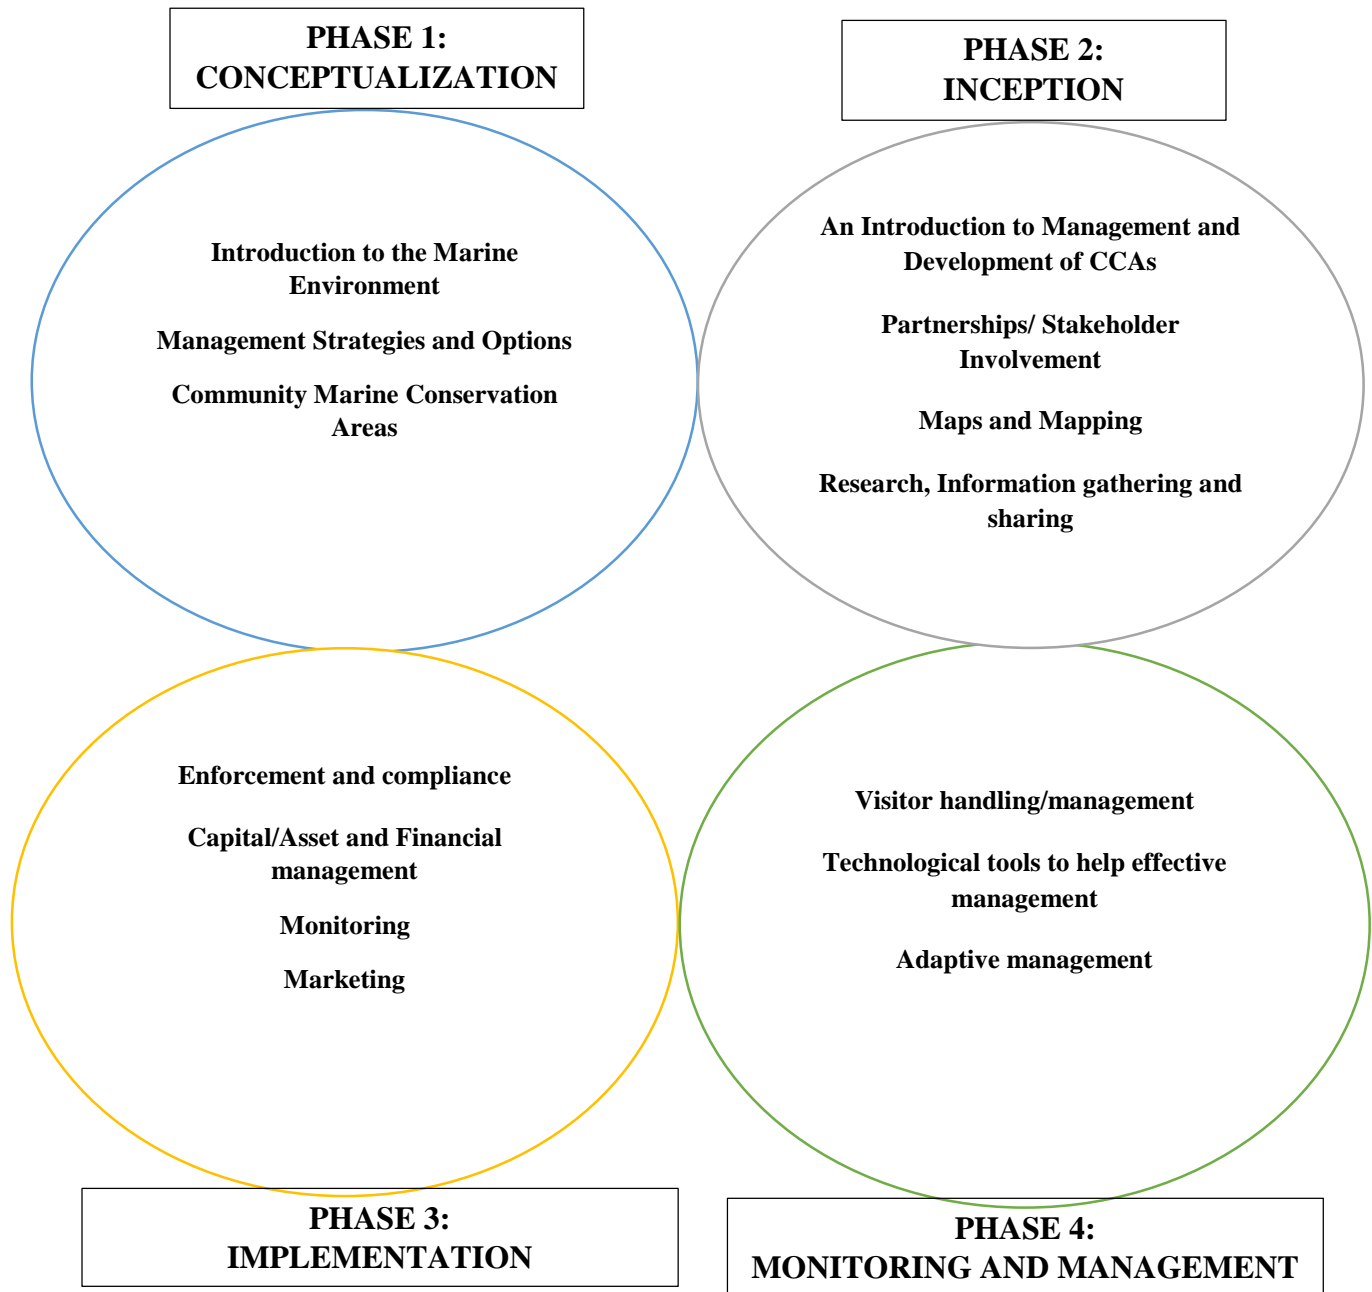 PHASE 1:
CONCEPTUALIZATION
Introduction to the Marine
Environment
Management Strategies and Options
Community Marine Conservation
Areas
PHASE 2:
INCEPTION
An Introduction to Management and
Development of CCAs
Partnerships/ Stakeholder
Involvement
Maps and Mapping
Research, Information gathering and
sharing
Enforcement and compliance
Capital/Asset and Financial
management
Monitoring
Marketing
PHASE 3:
IMPLEMENTATION
Visitor handling/management
Technological tools to help effective
management
Adaptive management
PHASE 4:
MONITORING AND MANAGEMENT